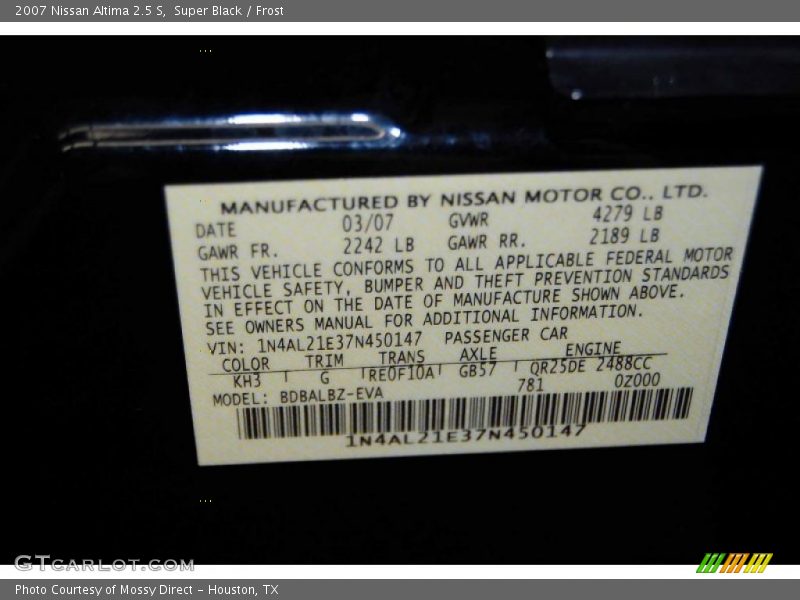 2007 Nissan Altima 2.5 S, Super Black / Frost
MANUFACTURED BY NISSAN MOTOR CO., LTD.
DATE 03/07 GVWR 4279 LB
GAWR FR. 2242 LB GAWR RR. 2189 LB
THIS VEHICLE CONFORMS TO ALL APPLICABLE FEDERAL MOTOR
VEHICLE SAFETY, BUMPER AND THEFT PREVENTION STANDARDS
IN EFFECT ON THE DATE OF MANUFACTURE SHOWN ABOVE.
SEE OWNERS MANUAL FOR ADDITIONAL INFORMATION.
VIN: 1N4AL21E37N450147 PASSENGER CAR
COLOR TRIM TRANS AXLE ENGINE
KH3 G RE0F10A GB57 QR25DE 2488CC
781 0Z000
MODEL: BDBALBZ-EVA
1N4AL21E37N450147
GTCARLOT.COM
Photo Courtesy of Mossy Direct - Houston, TX